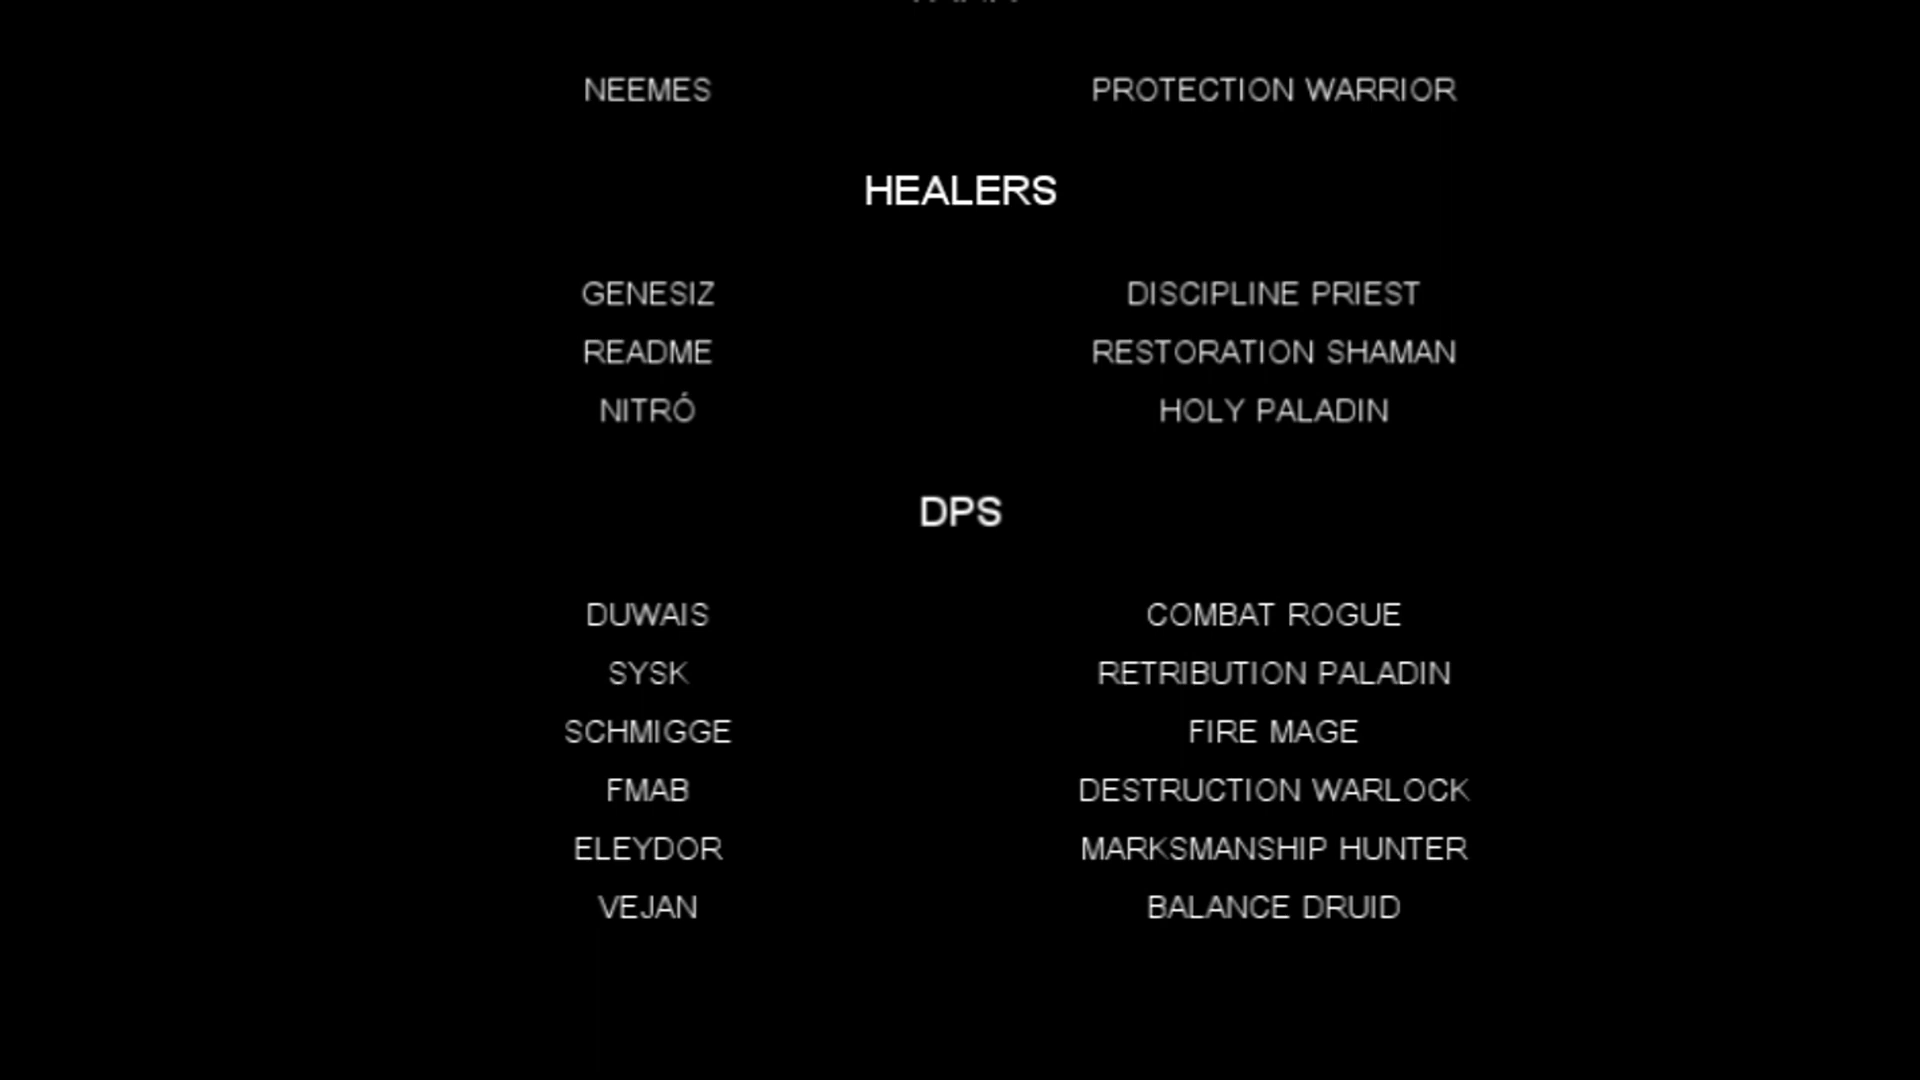 NEEMES PROTECTION WARRIOR
HEALERS
GENESIZ DISCIPLINE PRIEST
README RESTORATION SHAMAN
NITRÓ HOLY PALADIN
DPS
DUWAIS COMBAT ROGUE
SYSK RETRIBUTION PALADIN
SCHMIGGE FIRE MAGE
FMAB DESTRUCTION WARLOCK
ELEYDOR MARKSMANSHIP HUNTER
VEJAN BALANCE DRUID